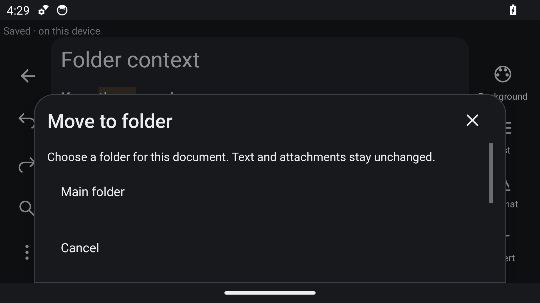 4:29
Saved · on this device
Folder context
Background
Move to folder
Choose a folder for this document. Text and attachments stay unchanged.
Main folder
Cancel